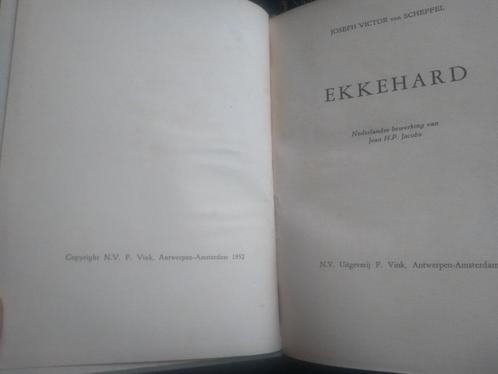 Copyright N.V. P. Vink, Antwerpen-Amsterdam 1952
JOSEPH VICTOR von SCHEFFEL
EKKEHARD
Nederlandse bewerking van
Jean H.P. Jacobs
N.V. Uitgeverij P. Vink, Antwerpen-Amsterdam